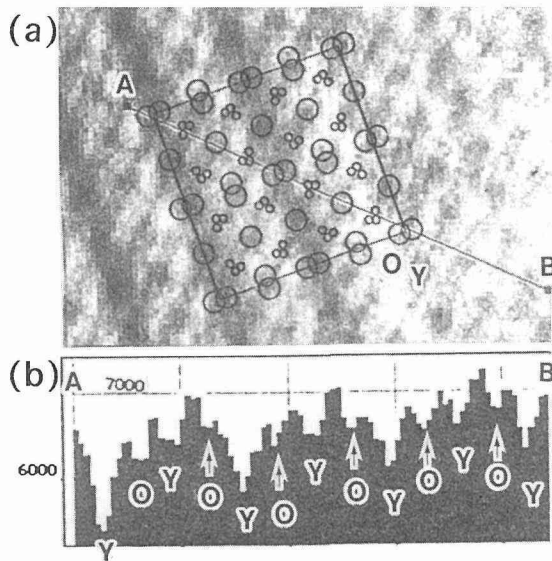 (a)
A
B
O Y
(b) A 7000 B
6000
Y O Y O Y O Y O Y O Y O Y